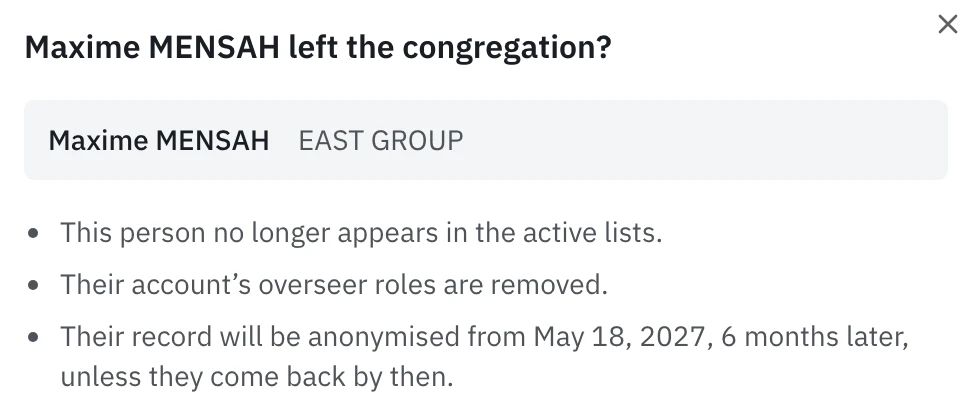 Maxime MENSAH left the congregation?
Maxime MENSAH EAST GROUP
• This person no longer appears in the active lists.
• Their account’s overseer roles are removed.
• Their record will be anonymised from May 18, 2027, 6 months later,
unless they come back by then.